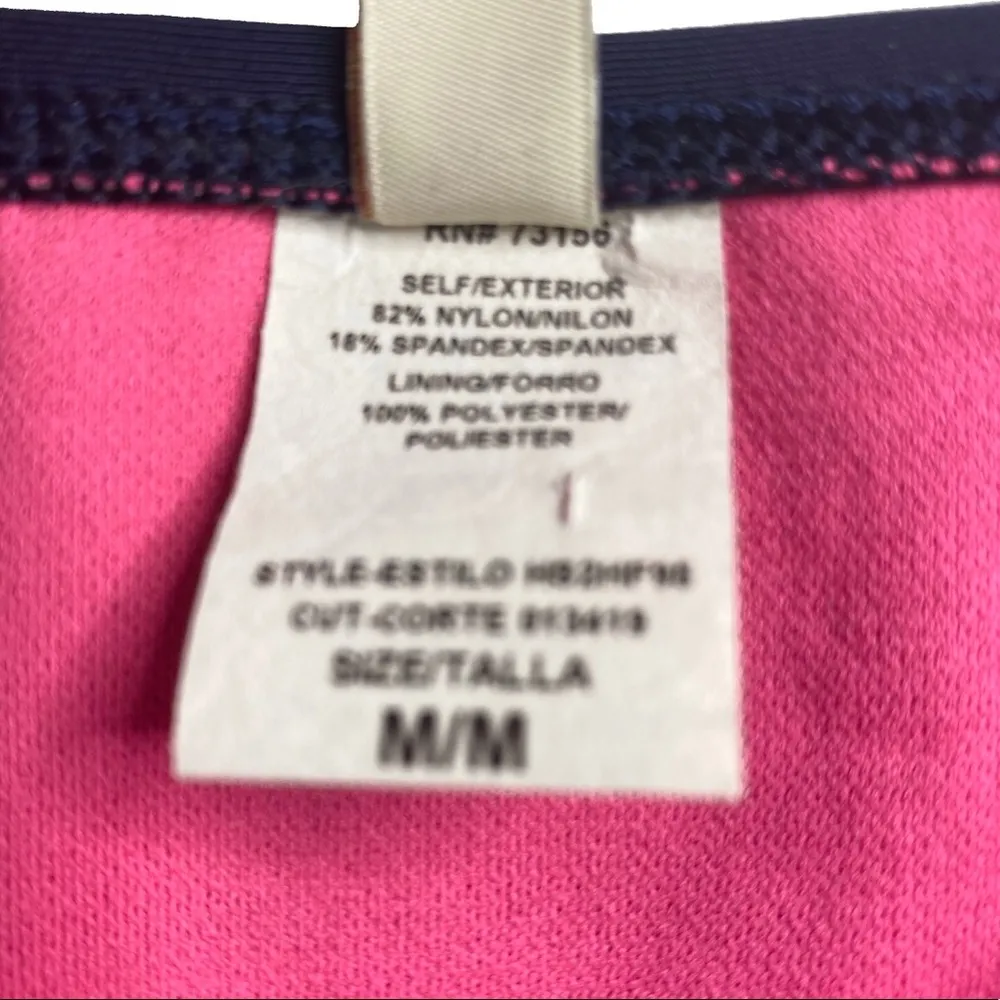 RN# 73156
SELF/EXTERIOR
82% NYLON/NILON
18% SPANDEX/SPANDEX
LINING/FORRO
100% POLYESTER/
POLIESTER
STYLE-ESTILO
CUT-CORTE 013419
SIZE/TALLA
M/M